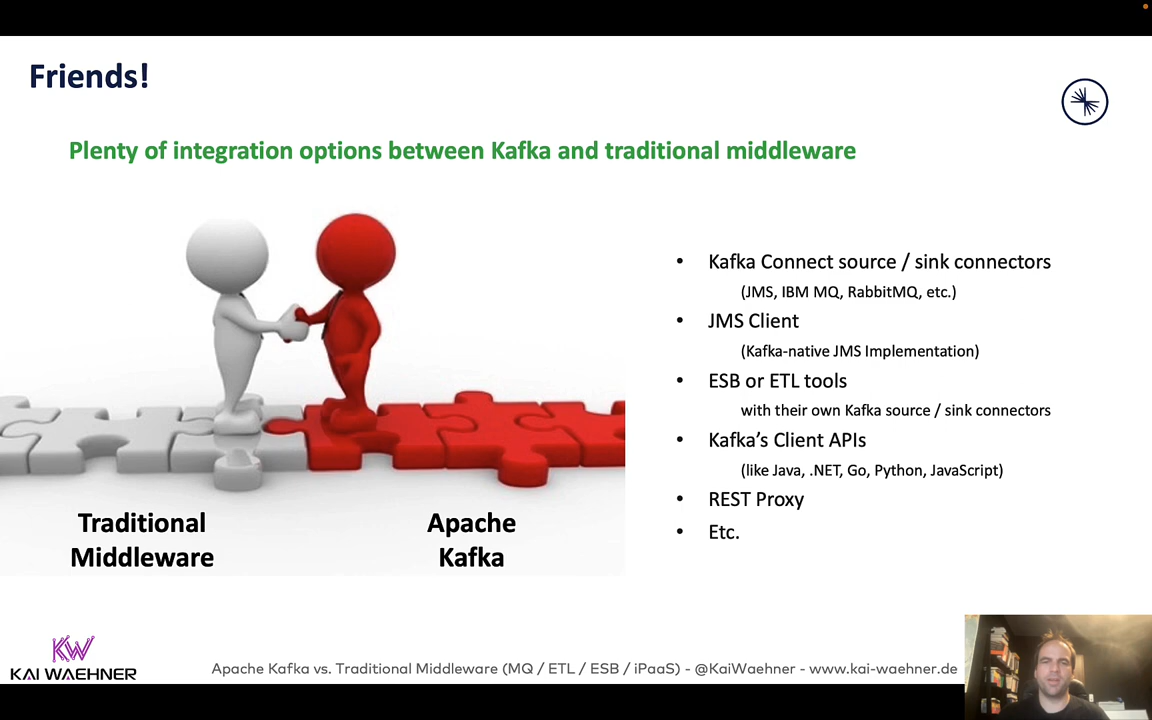 Friends!
Plenty of integration options between Kafka and traditional middleware
• Kafka Connect source / sink connectors
(JMS, IBM MQ, RabbitMQ, etc.)
• JMS Client
(Kafka-native JMS Implementation)
• ESB or ETL tools
with their own Kafka source / sink connectors
• Kafka’s Client APIs
(like Java, .NET, Go, Python, JavaScript)
• REST Proxy
• Etc.
Traditional
Middleware
Apache
Kafka
KW
KAI WAEHNER
Apache Kafka vs. Traditional Middleware (MQ / ETL / ESB / iPaaS) - @KaiWaehner - www.kai-waehner.de